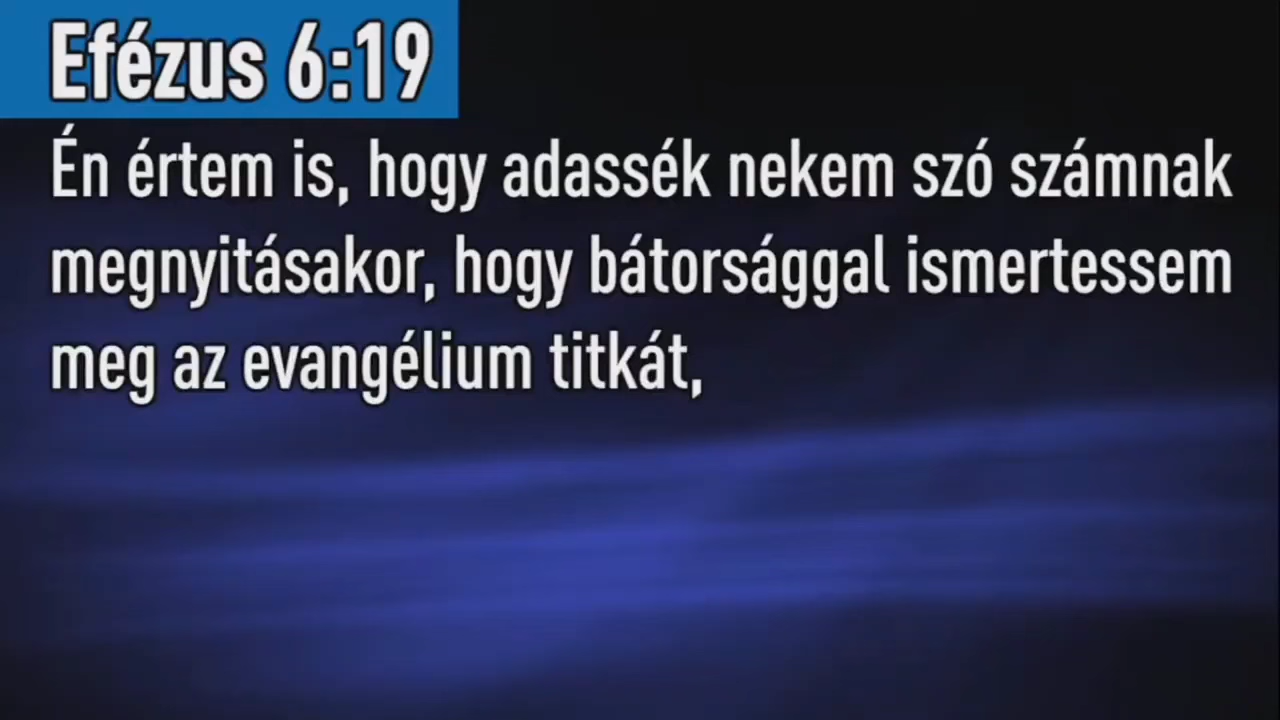 Efézus 6:19
Én értem is, hogy adassék nekem szó számnak
megnyitásakor, hogy bátorsággal ismertessem
meg az evangélium titkát,